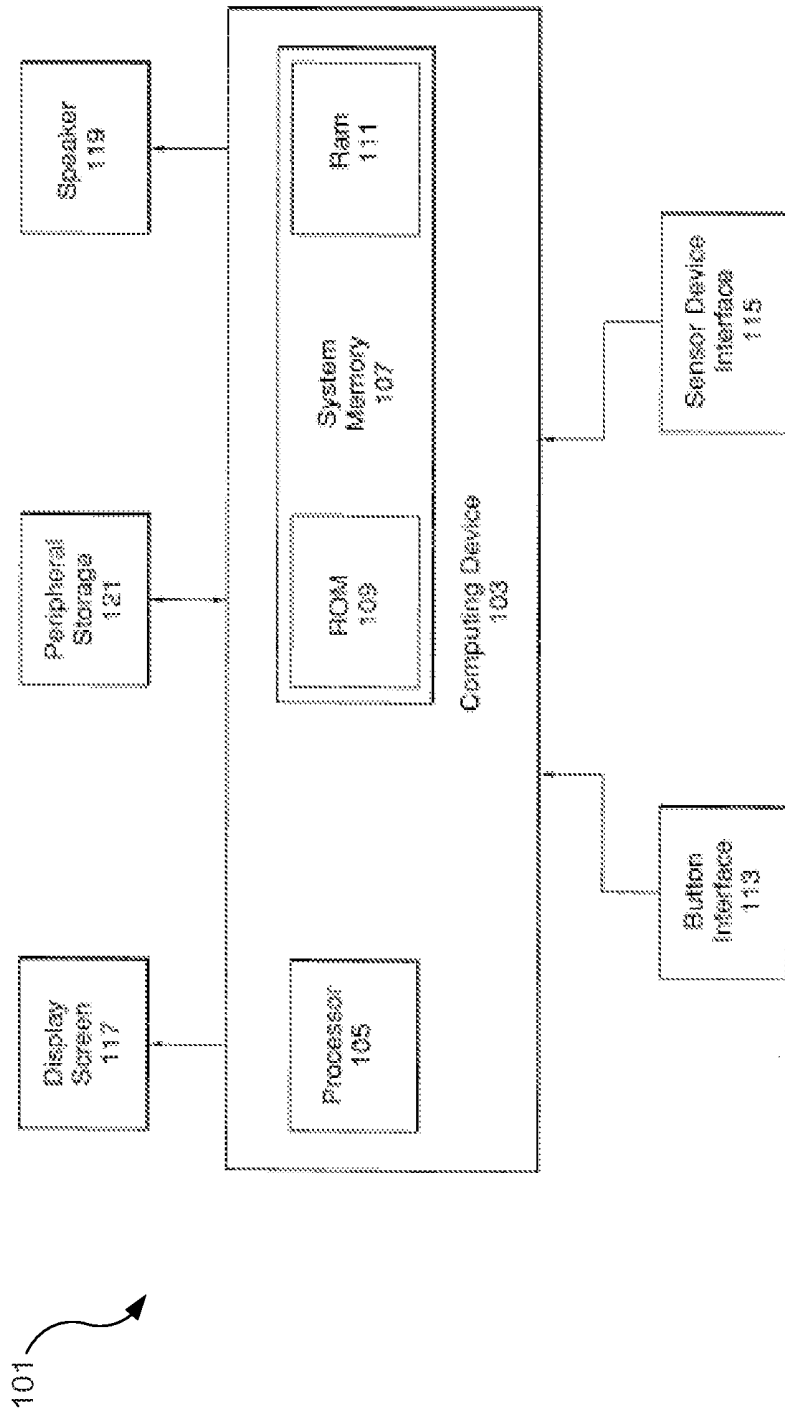 101
Display
Screen
117
Peripheral
Storage
121
Speaker
119
Processor
105
ROM
109
System
Memory
107
Ram
111
Computing Device
103
Button
Interface
113
Sensor Device
Interface
115